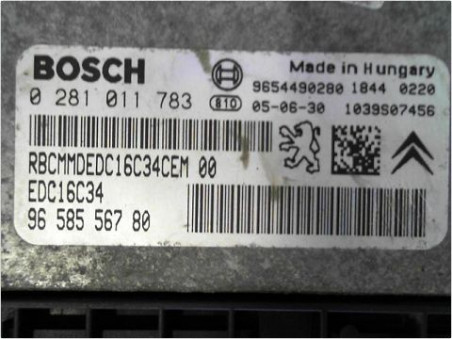 BOSCH
Made in Hungary
9654490280 1844 0220
0 281 011 783
810
05-06-30 1039S07456
RBCMMDEDC16C34CEM 00
EDC16C34
96 585 567 80